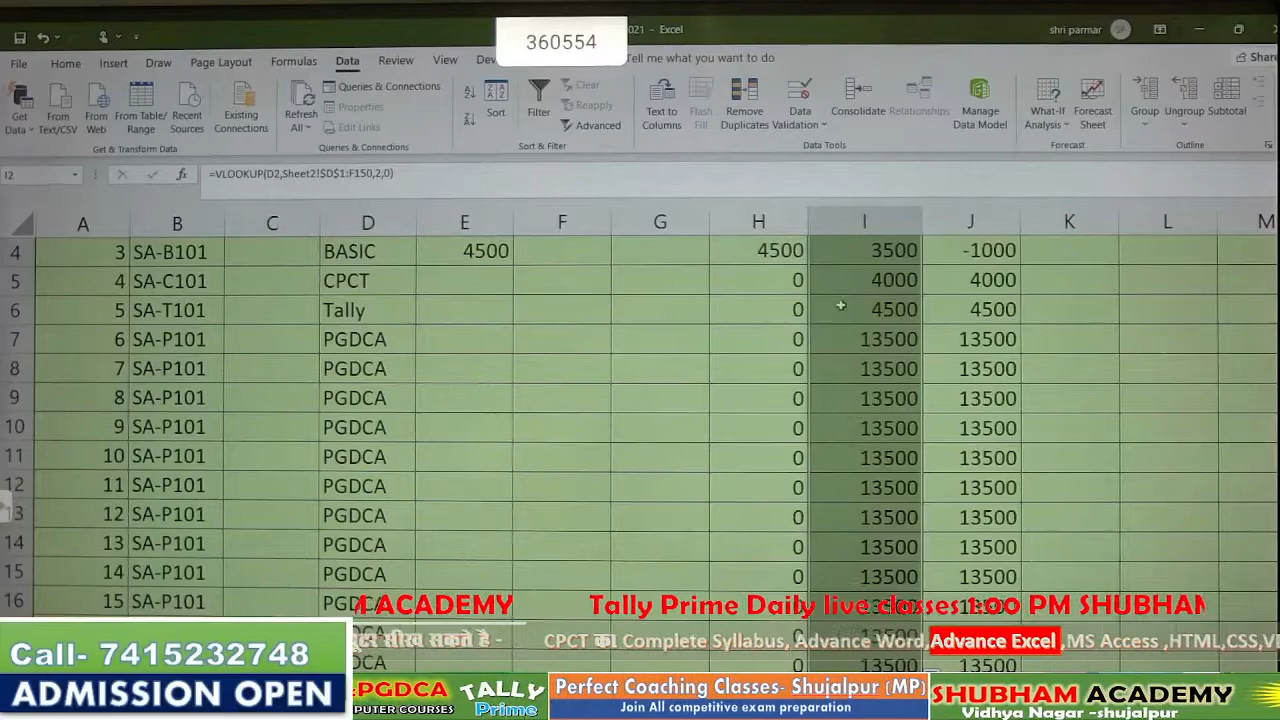 360554
021 - Excel
shri parmar
File Home Insert Draw Page Layout Formulas Data Review View Tell me what you want to do Share
Get Data
From Text/CSV
From Web
From Table/ Range
Recent Sources
Existing Connections
Refresh All
Queries & Connections
Properties
Edit Links
Sort
Filter
Clear
Reapply
Advanced
Text to Columns
Flash Fill
Remove Duplicates
Data Validation
Consolidate
Relationships
Manage Data Model
What-If Analysis
Forecast Sheet
Group
Ungroup
Subtotal
Get & Transform Data Queries & Connections Sort & Filter Data Tools Forecast Outline
I2 fx =VLOOKUP(D2,Sheet2!$D$1:F150,2,0)
A B C D E F G H I J K L M
4 3 SA-B101 BASIC 4500 4500 3500 -1000
5 4 SA-C101 CPCT 0 4000 4000
6 5 SA-T101 Tally 0 4500 4500
7 6 SA-P101 PGDCA 0 13500 13500
8 7 SA-P101 PGDCA 0 13500 13500
9 8 SA-P101 PGDCA 0 13500 13500
10 9 SA-P101 PGDCA 0 13500 13500
11 10 SA-P101 PGDCA 0 13500 13500
12 11 SA-P101 PGDCA 0 13500 13500
13 12 SA-P101 PGDCA 0 13500 13500
14 13 SA-P101 PGDCA 0 13500 13500
15 14 SA-P101 PGDCA 0 13500 13500
16 15 SA-P101
ACADEMY Tally Prime Daily live classes 1:00 PM SHUBHAM
सीख सकते है - CPCT का Complete Syllabus, Advance Word, Advance Excel ,MS Access ,HTML,CSS,
CA
13500
Call- 7415232748
ADMISSION OPEN
PGDCA
PUTER COURSES
TALLY
Prime
Perfect Coaching Classes- Shujalpur (MP)
Join All competitive exam preparation
SHUBHAM ACADEMY
Vidhya Nagar -shujalpur